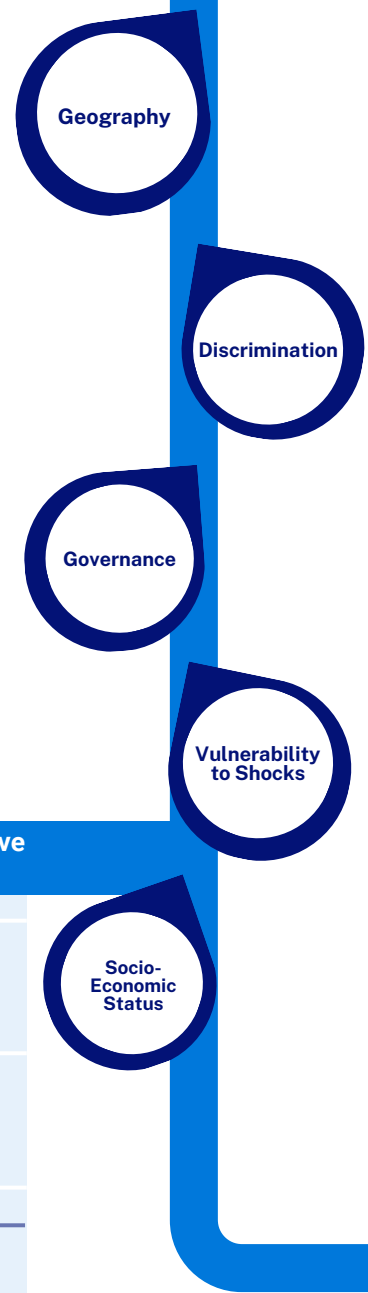 Geography
Discrimination
Governance
Vulnerability
to Shocks
ve
Socio-
Economic
Status